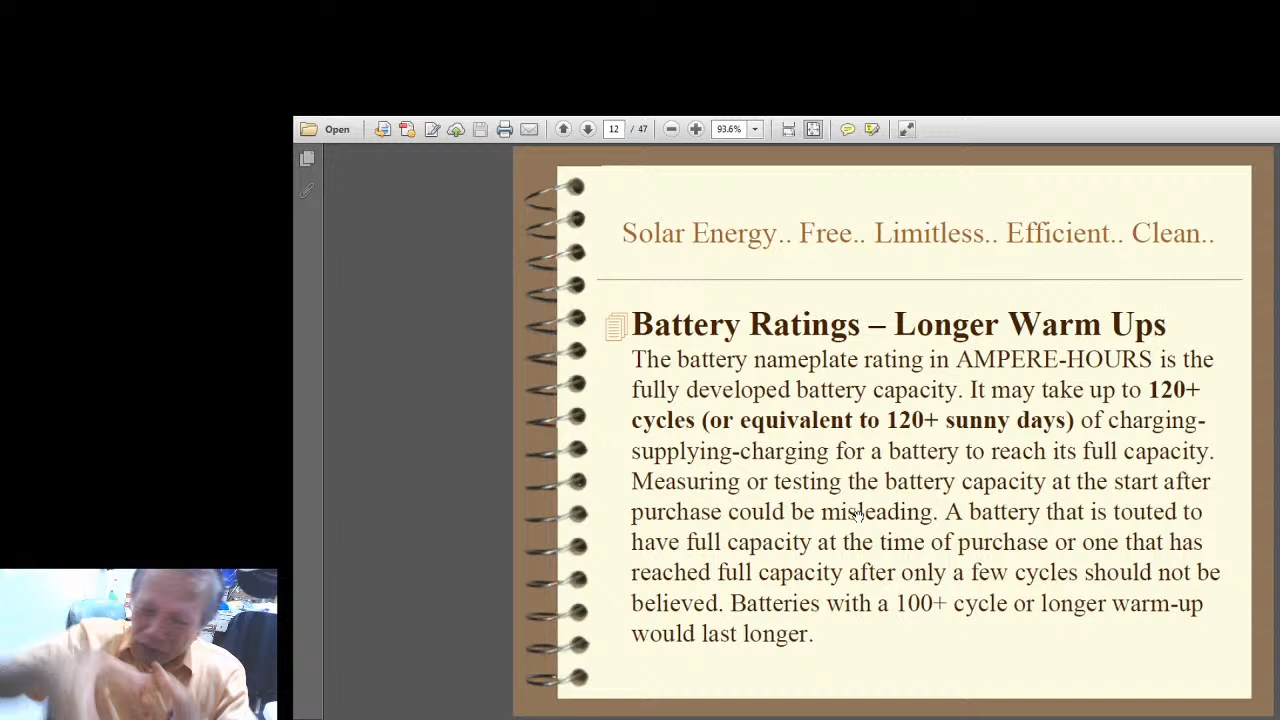 Open
12 / 47
93.6%
Solar Energy.. Free.. Limitless.. Efficient.. Clean..
Battery Ratings – Longer Warm Ups
The battery nameplate rating in AMPERE-HOURS is the
fully developed battery capacity. It may take up to 120+
cycles (or equivalent to 120+ sunny days) of charging-
supplying-charging for a battery to reach its full capacity.
Measuring or testing the battery capacity at the start after
purchase could be misleading. A battery that is touted to
have full capacity at the time of purchase or one that has
reached full capacity after only a few cycles should not be
believed. Batteries with a 100+ cycle or longer warm-up
would last longer.